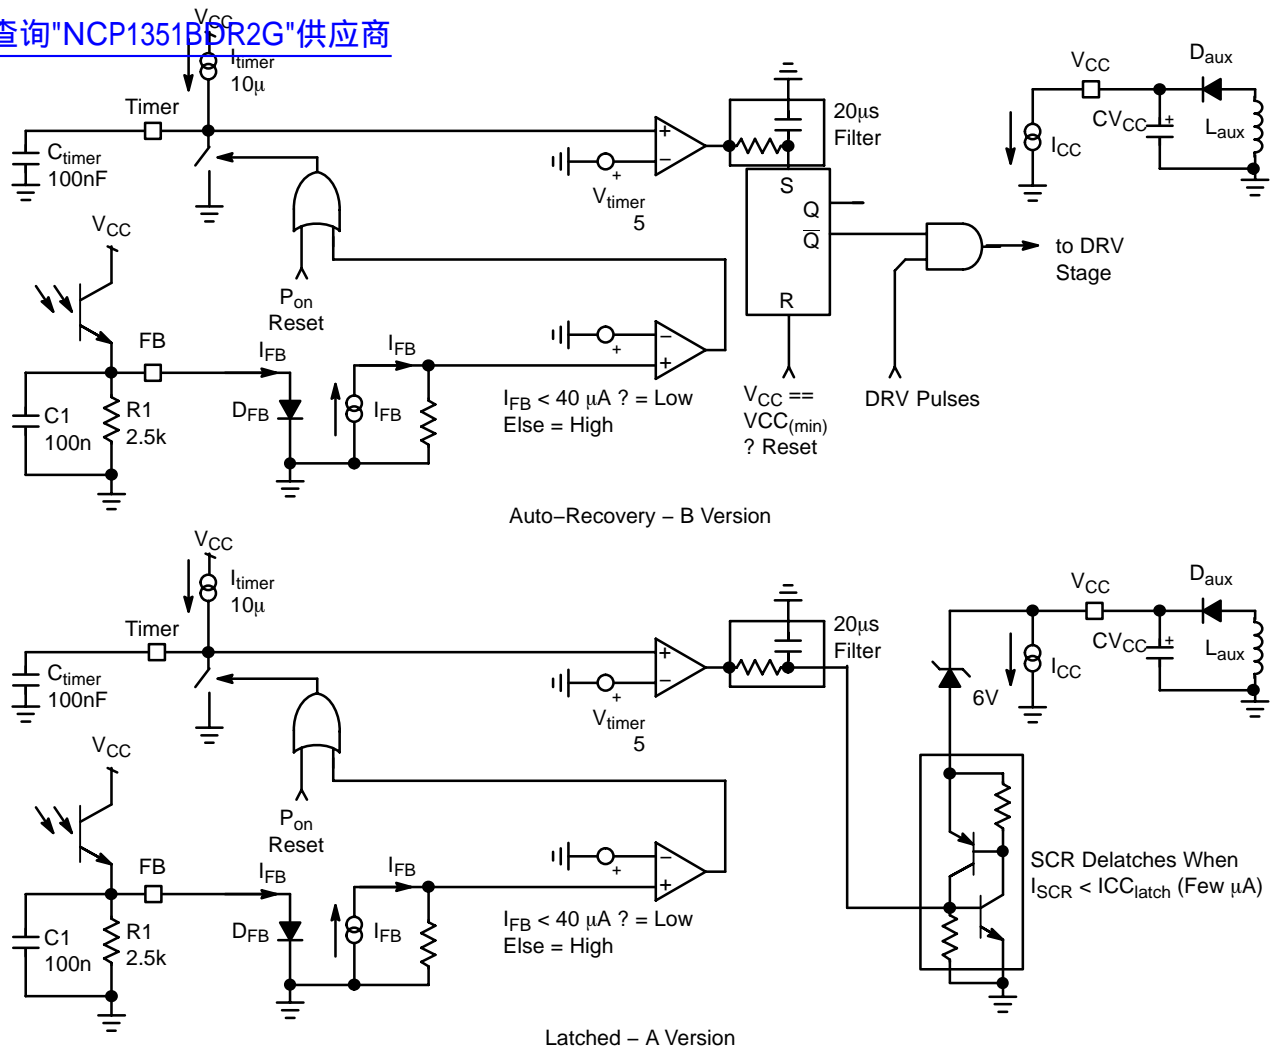 查询"NCP1351BDR2G"供应商
VCC
Itimer
10μ
Timer
Ctimer
100nF
VCC
Pon
Reset
FB
IFB
C1
100n
R1
2.5k
DFB
IFB
IFB
+
−
+
Vtimer
5
20μs
Filter
S
Q
Q̅
R
−
+
+
IFB < 40 μA ? = Low
Else = High
VCC ==
VCC(min)
? Reset
DRV Pulses
to DRV
Stage
VCC
Daux
ICC
CVCC
+
Laux
Auto−Recovery − B Version
VCC
Itimer
10μ
Timer
Ctimer
100nF
VCC
Pon
Reset
FB
IFB
C1
100n
R1
2.5k
DFB
IFB
IFB
+
−
+
Vtimer
5
20μs
Filter
−
+
+
IFB < 40 μA ? = Low
Else = High
VCC
Daux
6V
ICC
CVCC
+
Laux
SCR Delatches When
ISCR < ICClatch (Few μA)
Latched − A Version